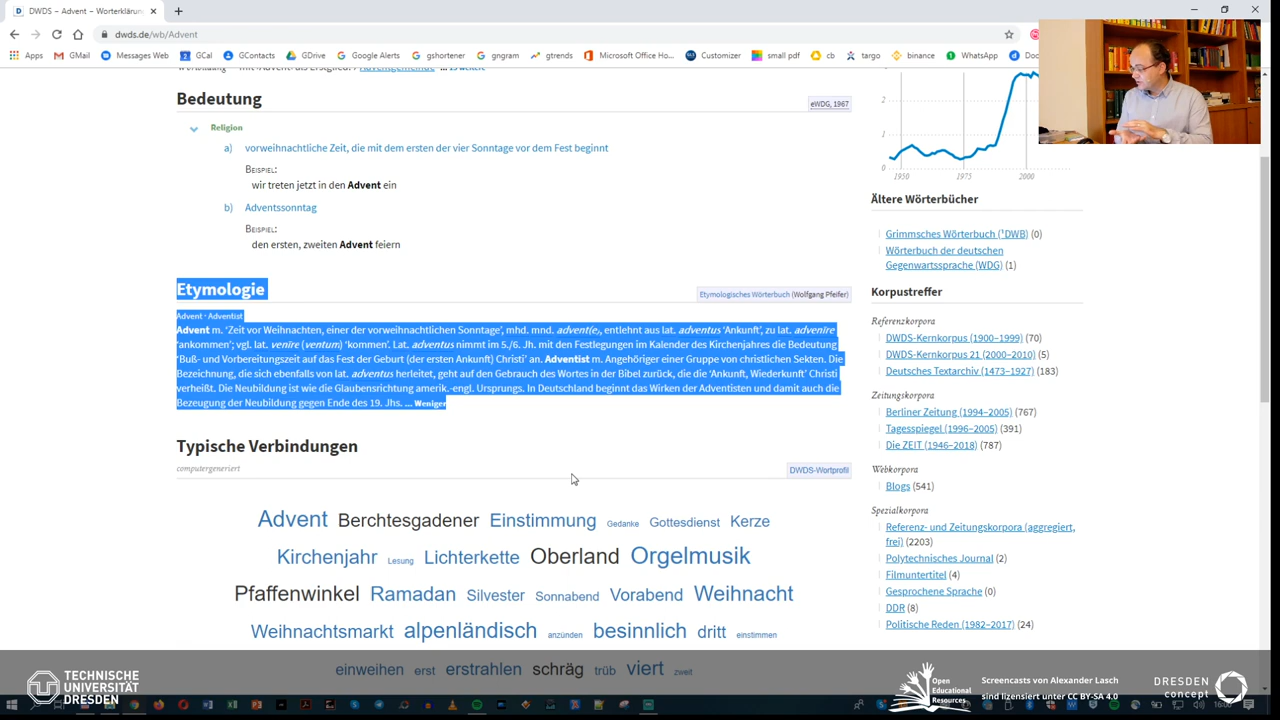 DWDS – Advent – Worterklärun
dwds.de/wb/Advent
Apps GMail Messages Web GCal GContacts GDrive Google Alerts gshortener gngram gtrends Microsoft Office Ho... Customizer small pdf cb targo binance WhatsApp
Bedeutung
eWDG, 1967
Religion
a) vorweihnachtliche Zeit, die mit dem ersten der vier Sonntage vor dem Fest beginnt
Beispiel:
wir treten jetzt in den Advent ein
b) Adventssonntag
Beispiel:
den ersten, zweiten Advent feiern
Etymologie
Etymologisches Wörterbuch (Wolfgang Pfeifer)
Advent · Adventist
Advent m. ‘Zeit vor Weihnachten, einer der vorweihnachtlichen Sonntage’, mhd. mnd. advent(e), entlehnt aus lat. adventus ‘Ankunft’, zu lat. advenīre
‘ankommen’; vgl. lat. venīre (ventum) ‘kommen’. Lat. adventus nimmt im 5./6. Jh. mit den Festlegungen im Kalender des Kirchenjahres die Bedeutung
‘Buß- und Vorbereitungszeit auf das Fest der Geburt (der ersten Ankunft) Christi’ an. Adventist m. Angehöriger einer Gruppe von christlichen Sekten. Die
Bezeichnung, die sich ebenfalls von lat. adventus herleitet, geht auf den Gebrauch des Wortes in der Bibel zurück, die die ‘Ankunft, Wiederkunft’ Christi
verheißt. Die Neubildung ist wie die Glaubensrichtung amerik.-engl. Ursprungs. In Deutschland beginnt das Wirken der Adventisten und damit auch die
Bezeugung der Neubildung gegen Ende des 19. Jhs. ... Weniger
Typische Verbindungen
computergeneriert
DWDS-Wortprofil
Advent Berchtesgadener Einstimmung Gedanke Gottesdienst Kerze
Kirchenjahr Lesung Lichterkette Oberland Orgelmusik
Pfaffenwinkel Ramadan Silvester Sonnabend Vorabend Weihnacht
Weihnachtsmarkt alpenländisch anzünden besinnlich dritt einstimmen
einweihen erst erstrahlen schräg trüb viert zweit
2
1
0
1950 1975 2000
Ältere Wörterbücher
Grimmsches Wörterbuch (¹DWB) (0)
Wörterbuch der deutschen
Gegenwartssprache (WDG) (1)
Korpustreffer
Referenzkorpora
DWDS-Kernkorpus (1900–1999) (70)
DWDS-Kernkorpus 21 (2000–2010) (5)
Deutsches Textarchiv (1473–1927) (183)
Zeitungskorpora
Berliner Zeitung (1994–2005) (767)
Tagesspiegel (1996–2005) (391)
Die ZEIT (1946–2018) (787)
Webkorpora
Blogs (541)
Spezialkorpora
Referenz- und Zeitungskorpora (aggregiert,
frei) (2203)
Polytechnisches Journal (2)
Filmuntertitel (4)
Gesprochene Sprache (0)
DDR (8)
Politische Reden (1982–2017) (24)
TECHNISCHE
UNIVERSITÄT
DRESDEN
Open
Educational
Resources
Screencasts von Alexander Lasch
sind lizensiert unter CC BY-SA 4.0
DRESDEN
concept